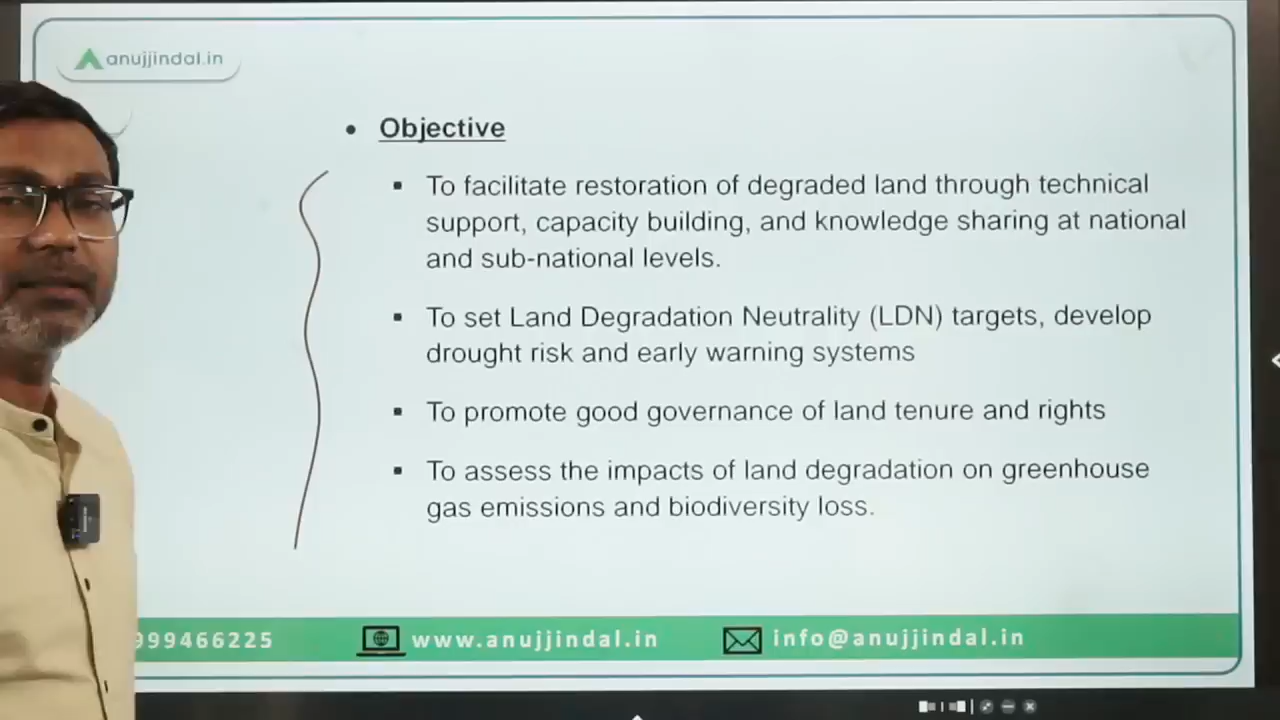 anujjindal.in
• Objective
▪ To facilitate restoration of degraded land through technical
support, capacity building, and knowledge sharing at national
and sub-national levels.
▪ To set Land Degradation Neutrality (LDN) targets, develop
drought risk and early warning systems
▪ To promote good governance of land tenure and rights
▪ To assess the impacts of land degradation on greenhouse
gas emissions and biodiversity loss.
999466225 www.anujjindal.in info@anujjindal.in